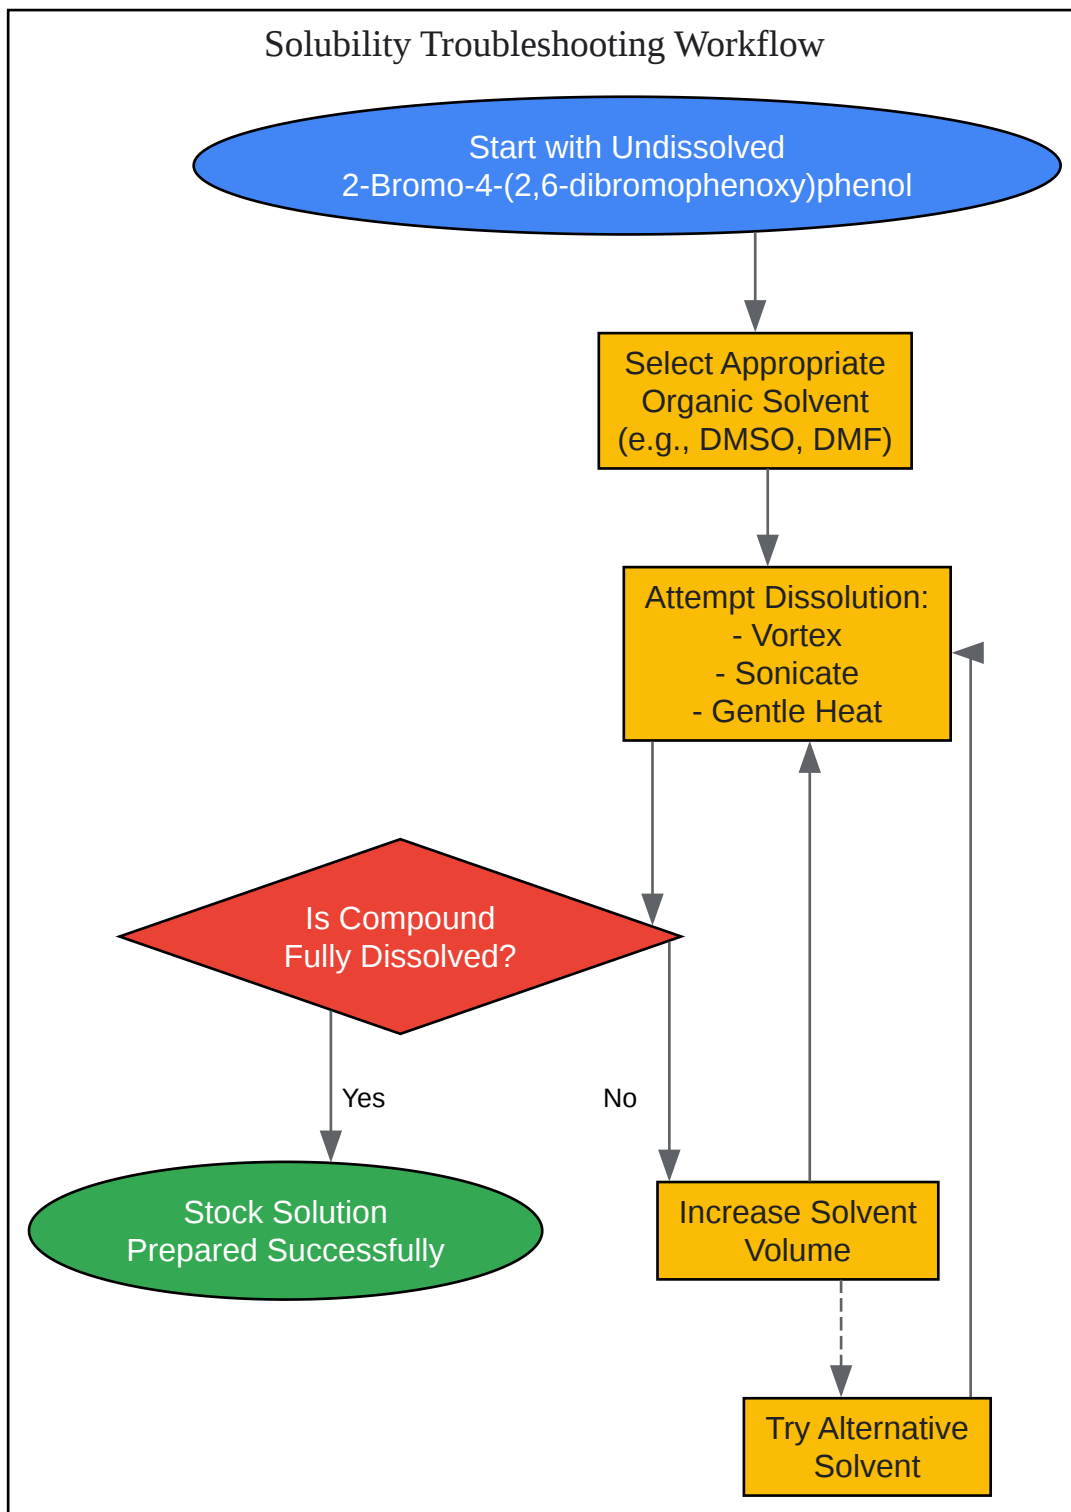 Solubility Troubleshooting Workflow
Start with Undissolved
2-Bromo-4-(2,6-dibromophenoxy)phenol
Select Appropriate
Organic Solvent
(e.g., DMSO, DMF)
Attempt Dissolution:
- Vortex
- Sonicate
- Gentle Heat
Is Compound
Fully Dissolved?
Yes
No
Stock Solution
Prepared Successfully
Increase Solvent
Volume
Try Alternative
Solvent